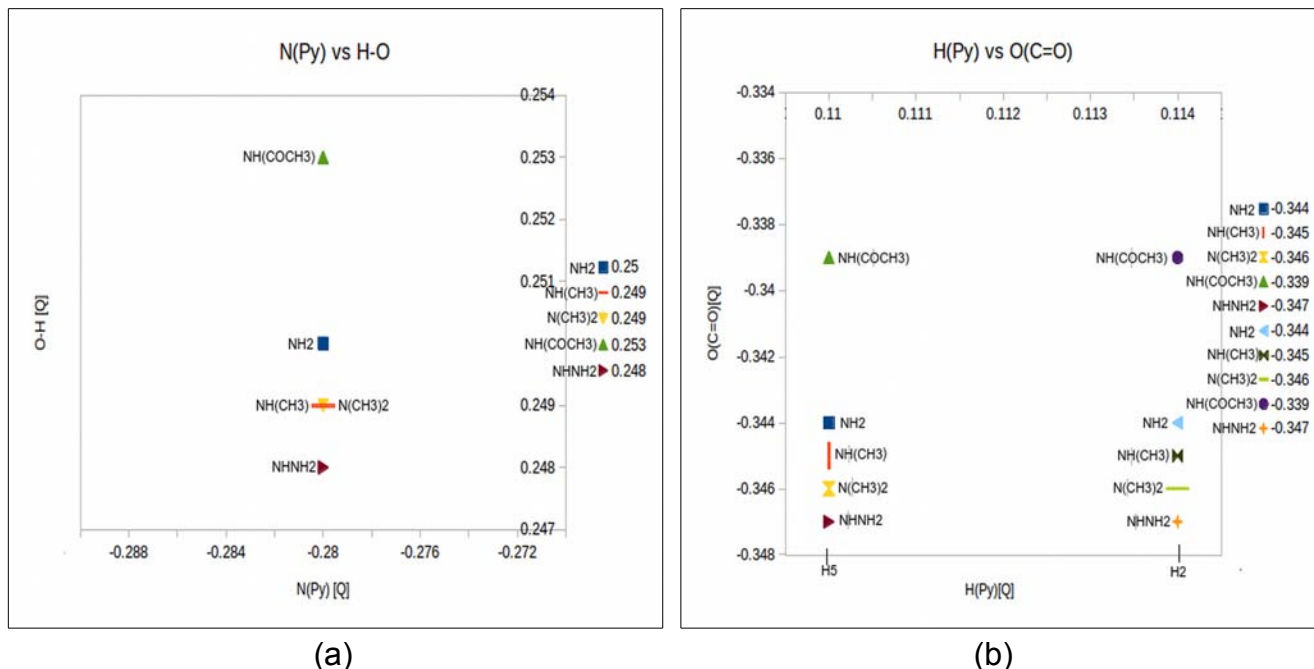 N(Py) vs H-O
0.254
NH(COCH3)
0.253
0.252
0.251
NH2 0.25
NH(CH3) 0.249
N(CH3)2 0.249
NH2
NH(COCH3) 0.253
NHNH2 0.248
NH(CH3) N(CH3)2
0.249
NHNH2
0.248
0.247
-0.288 -0.284 -0.28 -0.276 -0.272
O-H [Q]
N(Py) [Q]
(a)
H(Py) vs O(C=O)
-0.334
0.11 0.111 0.112 0.113 0.114
-0.336
-0.338
NH(COCH3) NH(COCH3)
-0.34
-0.342
-0.344
NH2 NH2
NH(CH3) NH(CH3)
-0.346
N(CH3)2 N(CH3)2
NHNH2 NHNH2
-0.348
H5 H2
O(C=O)[Q]
H(Py)[Q]
NH2 -0.344
NH(CH3) -0.345
N(CH3)2 -0.346
NH(COCH3) -0.339
NHNH2 -0.347
NH2 -0.344
NH(CH3) -0.345
N(CH3)2 -0.346
NH(COCH3) -0.339
NHNH2 -0.347
(b)